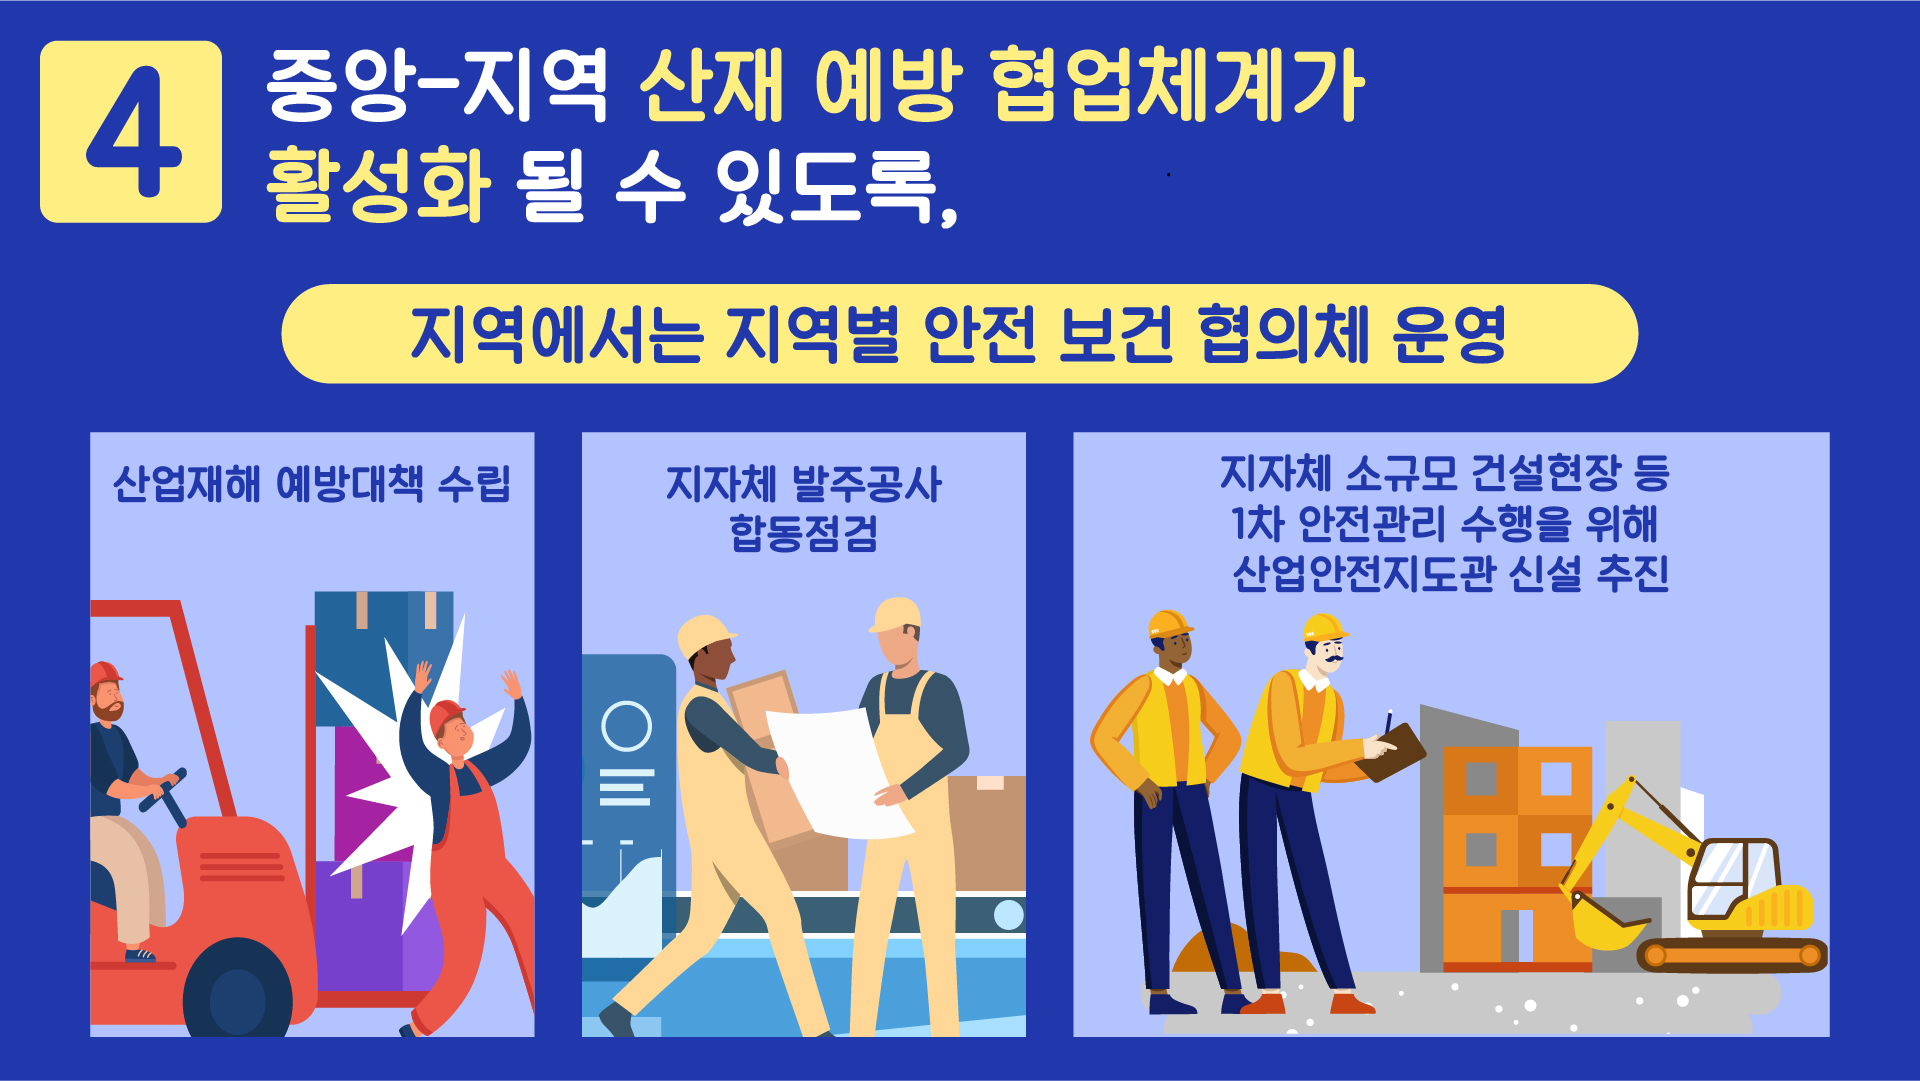 4
중앙-지역 산재 예방 협업체계가
활성화 될 수 있도록,
지역에서는 지역별 안전 보건 협의체 운영
산업재해 예방대책 수립
지자체 발주공사
합동점검
지자체 소규모 건설현장 등
1차 안전관리 수행을 위해
산업안전지도관 신설 추진